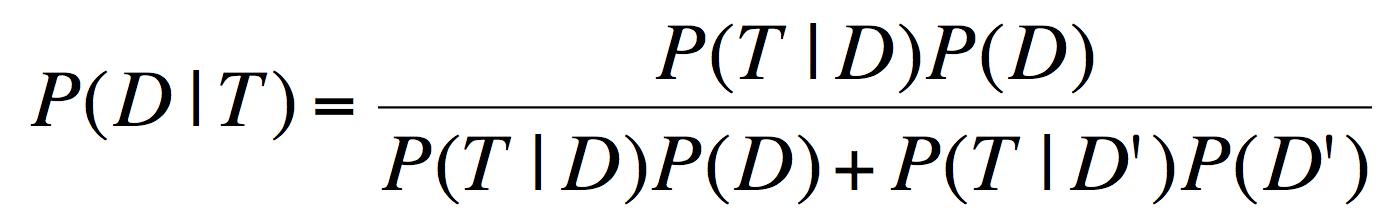 P(D | T) = P(T | D)P(D) / P(T | D)P(D) + P(T | D')P(D')